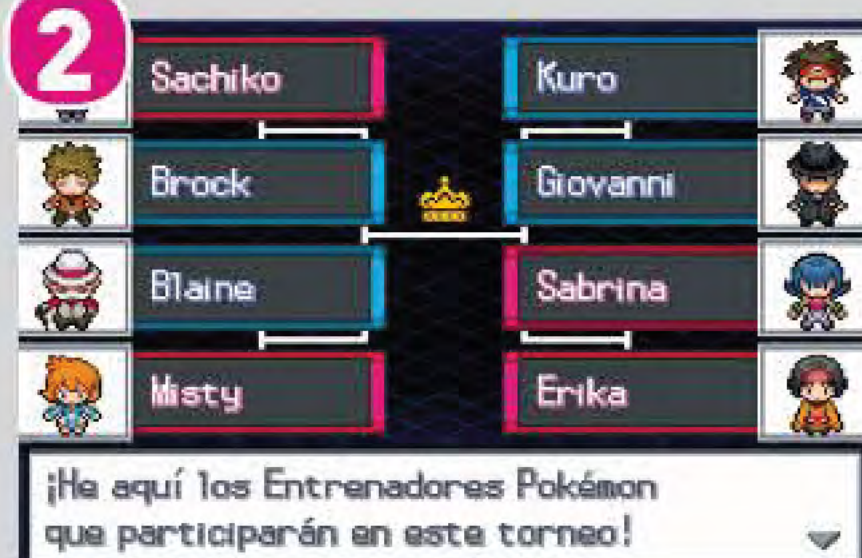 2
Sachiko
Kuro
Brock
Giovanni
Blaine
Sabrina
Misty
Erika
¡He aquí los Entrenadores Pokémon
que participarán en este torneo!